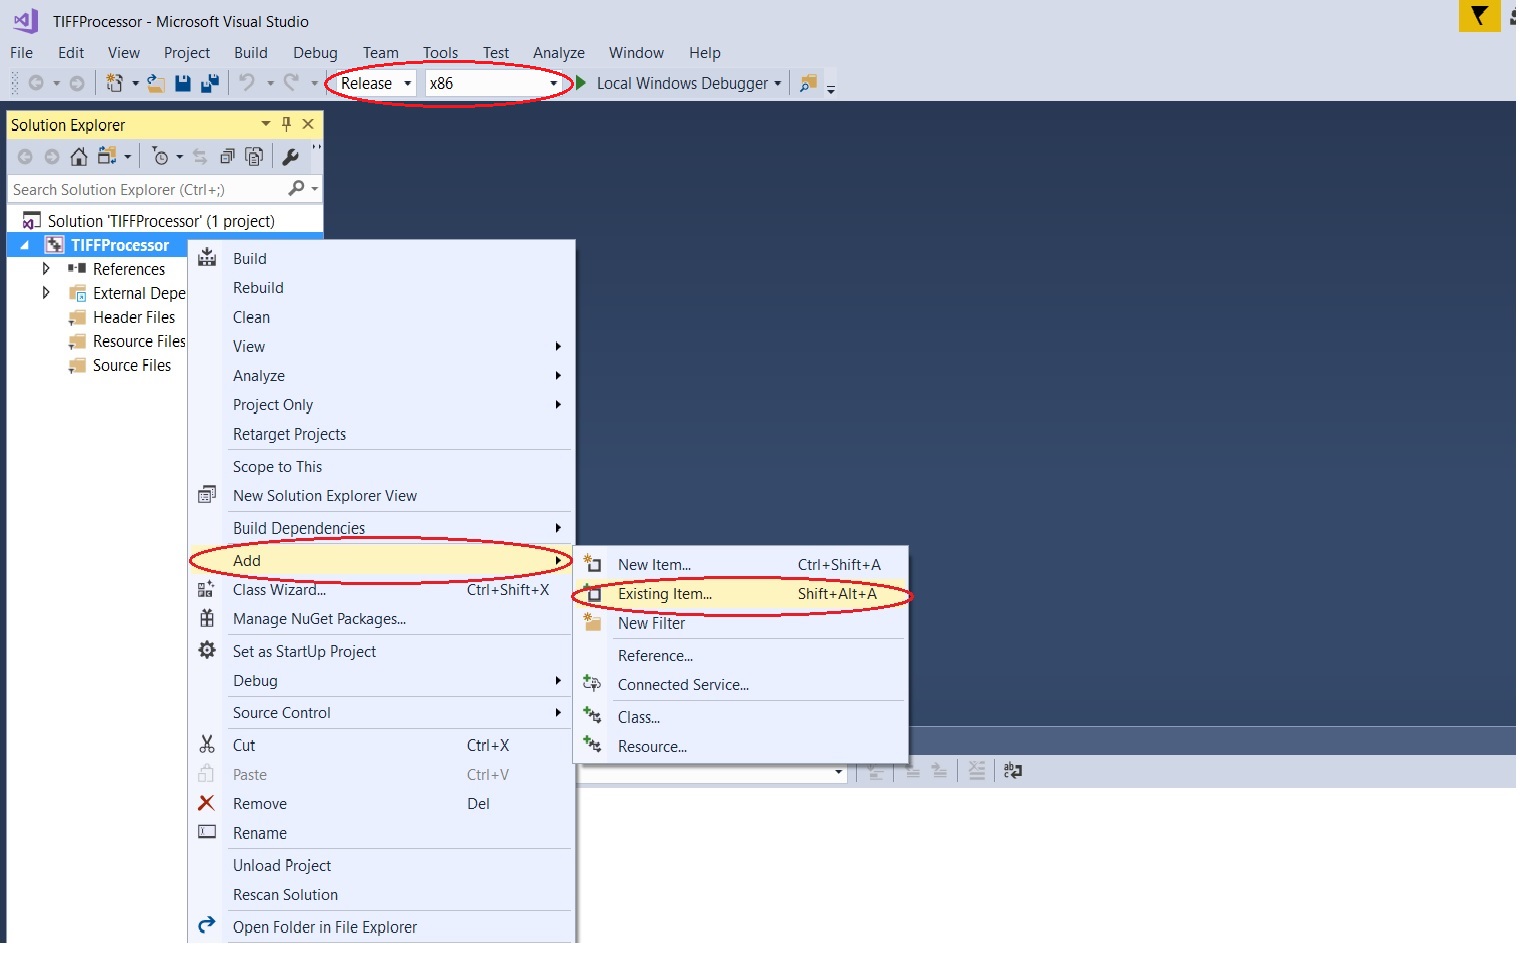 TIFFProcessor - Microsoft Visual Studio
File Edit View Project Build Debug Team Tools Test Analyze Window Help
Release x86 Local Windows Debugger
Solution Explorer
Search Solution Explorer (Ctrl+;)
Solution 'TIFFProcessor' (1 project)
TIFFProcessor
References
External Depe
Header Files
Resource Files
Source Files
Build
Rebuild
Clean
View
Analyze
Project Only
Retarget Projects
Scope to This
New Solution Explorer View
Build Dependencies
Add
Class Wizard... Ctrl+Shift+X
Manage NuGet Packages...
Set as StartUp Project
Debug
Source Control
Cut Ctrl+X
Paste Ctrl+V
Remove Del
Rename
Unload Project
Rescan Solution
Open Folder in File Explorer
New Item... Ctrl+Shift+A
Existing Item... Shift+Alt+A
New Filter
Reference...
Connected Service...
Class...
Resource...